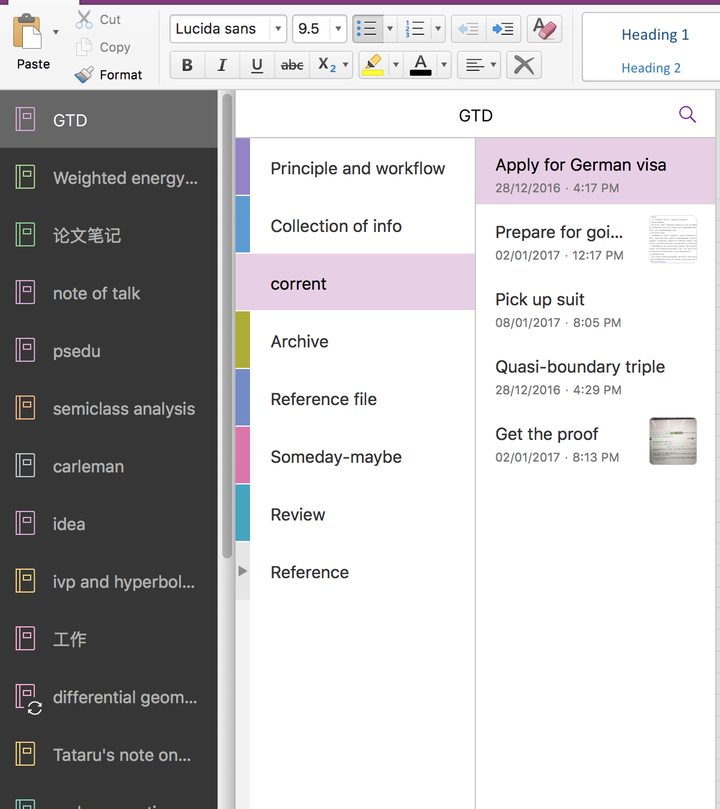 Cut
Copy
Paste
Format
Lucida sans
9.5
B I U abc X2 A
Heading 1
Heading 2
GTD
Weighted energy...
论文笔记
note of talk
psedu
semiclass analysis
carleman
idea
ivp and hyperbol...
工作
differential geom...
Tataru's note on...
GTD
Principle and workflow
Collection of info
corrent
Archive
Reference file
Someday-maybe
Review
Reference
Apply for German visa
28/12/2016 · 4:17 PM
Prepare for goi...
02/01/2017 · 12:17 PM
Pick up suit
08/01/2017 · 8:05 PM
Quasi-boundary triple
28/12/2016 · 4:29 PM
Get the proof
02/01/2017 · 8:13 PM